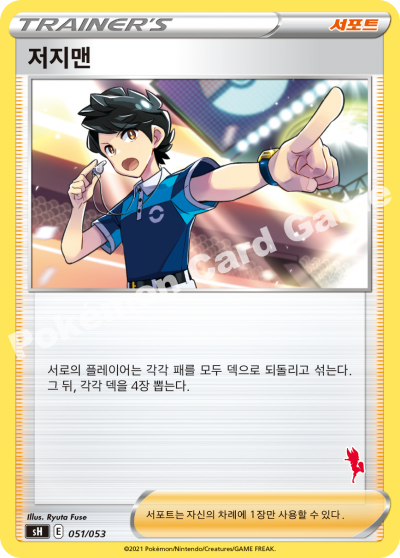 TRAINER'S 서포트
저지맨
Pokémon Card Game
서로의 플레이어는 각각 패를 모두 덱으로 되돌리고 섞는다.
그 뒤, 각각 덱을 4장 뽑는다.
Illus. Ryuta Fuse
sH E 051/053
서포트는 자신의 차례에 1장만 사용할 수 있다.
©2021 Pokémon/Nintendo/Creatures/GAME FREAK.